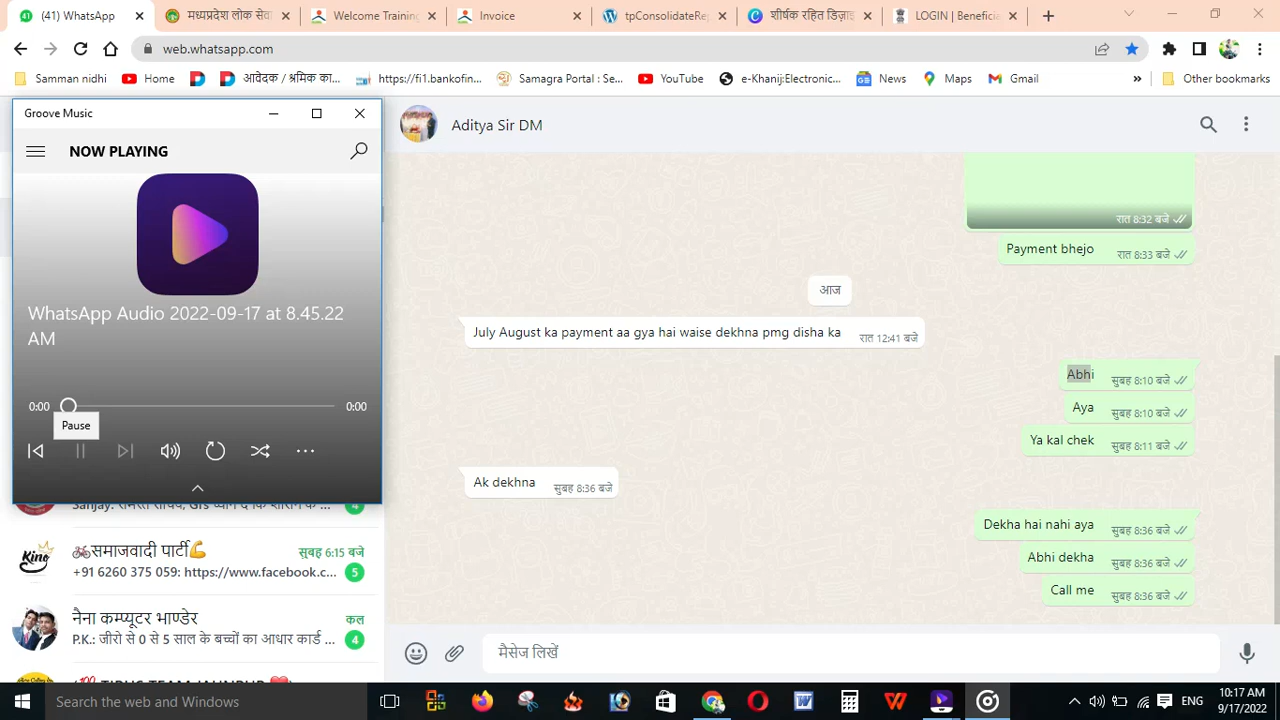 (41) WhatsApp
मध्यप्रदेश लोक सेवा
Welcome Training
Invoice
tpConsolidateRep
शीर्षक रहित डिज़ाइ
LOGIN | Beneficia
web.whatsapp.com
Samman nidhi
Home
आवेदक / श्रमिक का...
https://fi1.bankofin...
Samagra Portal : Se...
YouTube
e-Khanij:Electronic...
News
Maps
Gmail
»
Other bookmarks
Groove Music
NOW PLAYING
WhatsApp Audio 2022-09-17 at 8.45.22
AM
0:00
0:00
Pause
4
🚲समाजवादी पार्टी💪
सुबह 6:15 बजे
+91 6260 375 059: https://www.facebook.c...
5
King
नैना कम्प्यूटर भाण्डेर
कल
P.K.: जीरो से 0 से 5 साल के बच्चों का आधार कार्ड ...
4
Aditya Sir DM
रात 8:32 बजे
Payment bhejo
रात 8:33 बजे
आज
July August ka payment aa gya hai waise dekhna pmg disha ka
रात 12:41 बजे
Abhi
सुबह 8:10 बजे
Aya
सुबह 8:10 बजे
Ya kal chek
सुबह 8:11 बजे
Ak dekhna
सुबह 8:36 बजे
Dekha hai nahi aya
सुबह 8:36 बजे
Abhi dekha
सुबह 8:36 बजे
Call me
सुबह 8:36 बजे
मैसेज लिखें
Search the web and Windows
ENG
10:17 AM
9/17/2022